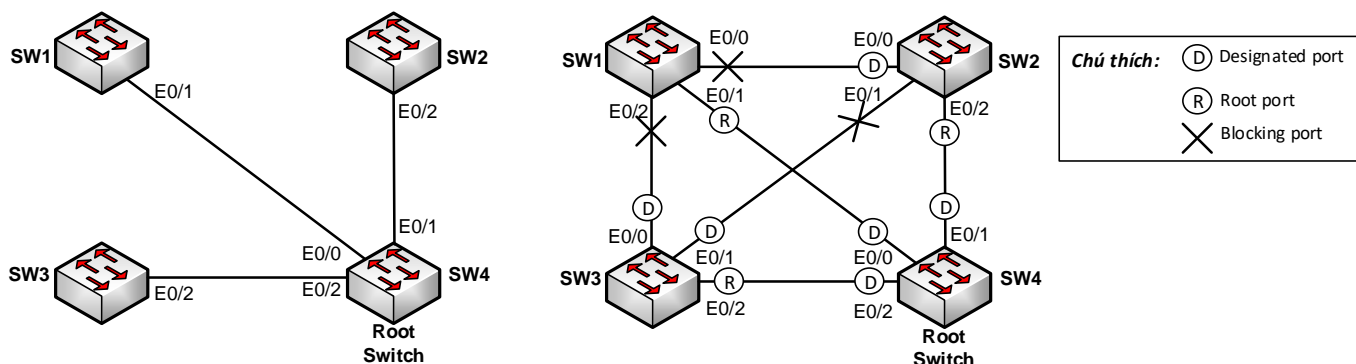 SW1
SW2
E0/1
E0/2
E0/1
E0/0
SW3
SW4
E0/2
E0/2
Root
Switch
E0/0
E0/0
SW1
D
SW2
E0/1
E0/1
E0/2
E0/2
R
R
D
D
D
D
E0/0
E0/1
E0/1
E0/0
SW3
R
D
SW4
E0/2
E0/2
Root
Switch
Chú thích:
D Designated port
R Root port
Blocking port